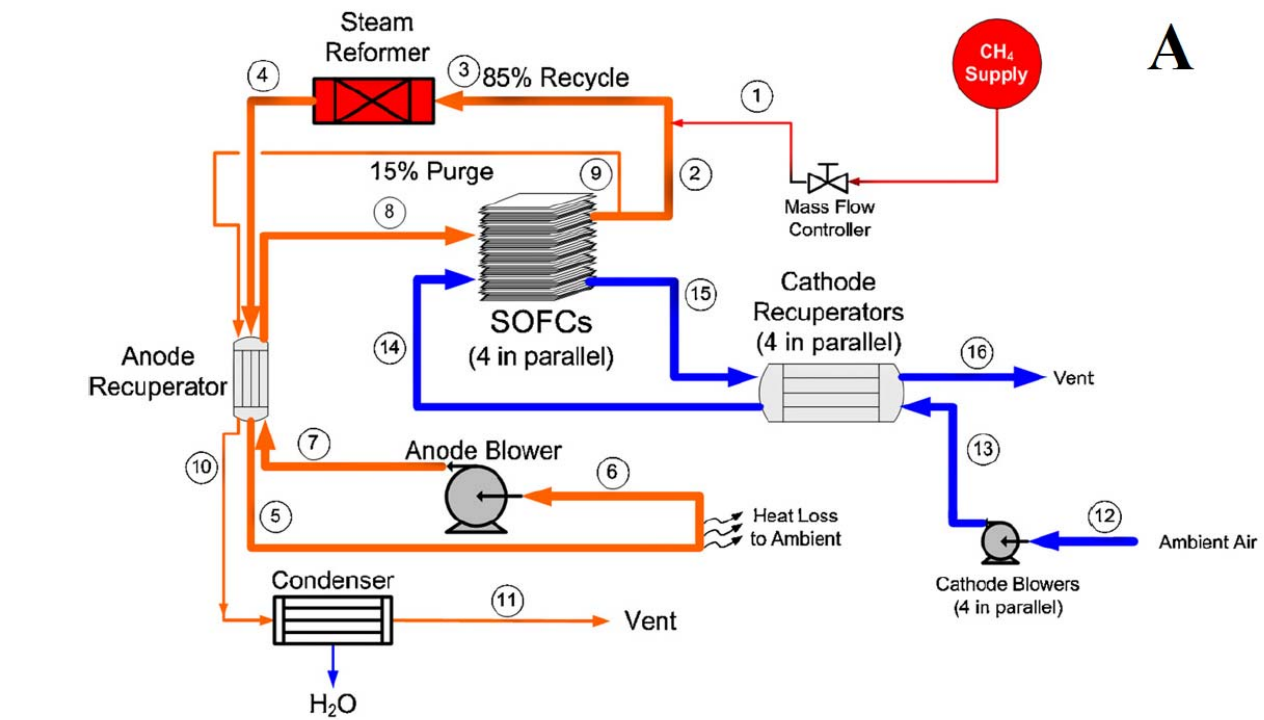 A
Steam
Reformer
CH₄
Supply
4
3
85% Recycle
1
15% Purge
9
2
Mass Flow
Controller
8
Cathode
Recuperators
(4 in parallel)
15
SOFCs
(4 in parallel)
14
16
Vent
Anode
Recuperator
7
Anode Blower
6
13
10
5
Heat Loss
to Ambient
12
Ambient Air
Cathode Blowers
(4 in parallel)
Condenser
11
Vent
H₂O